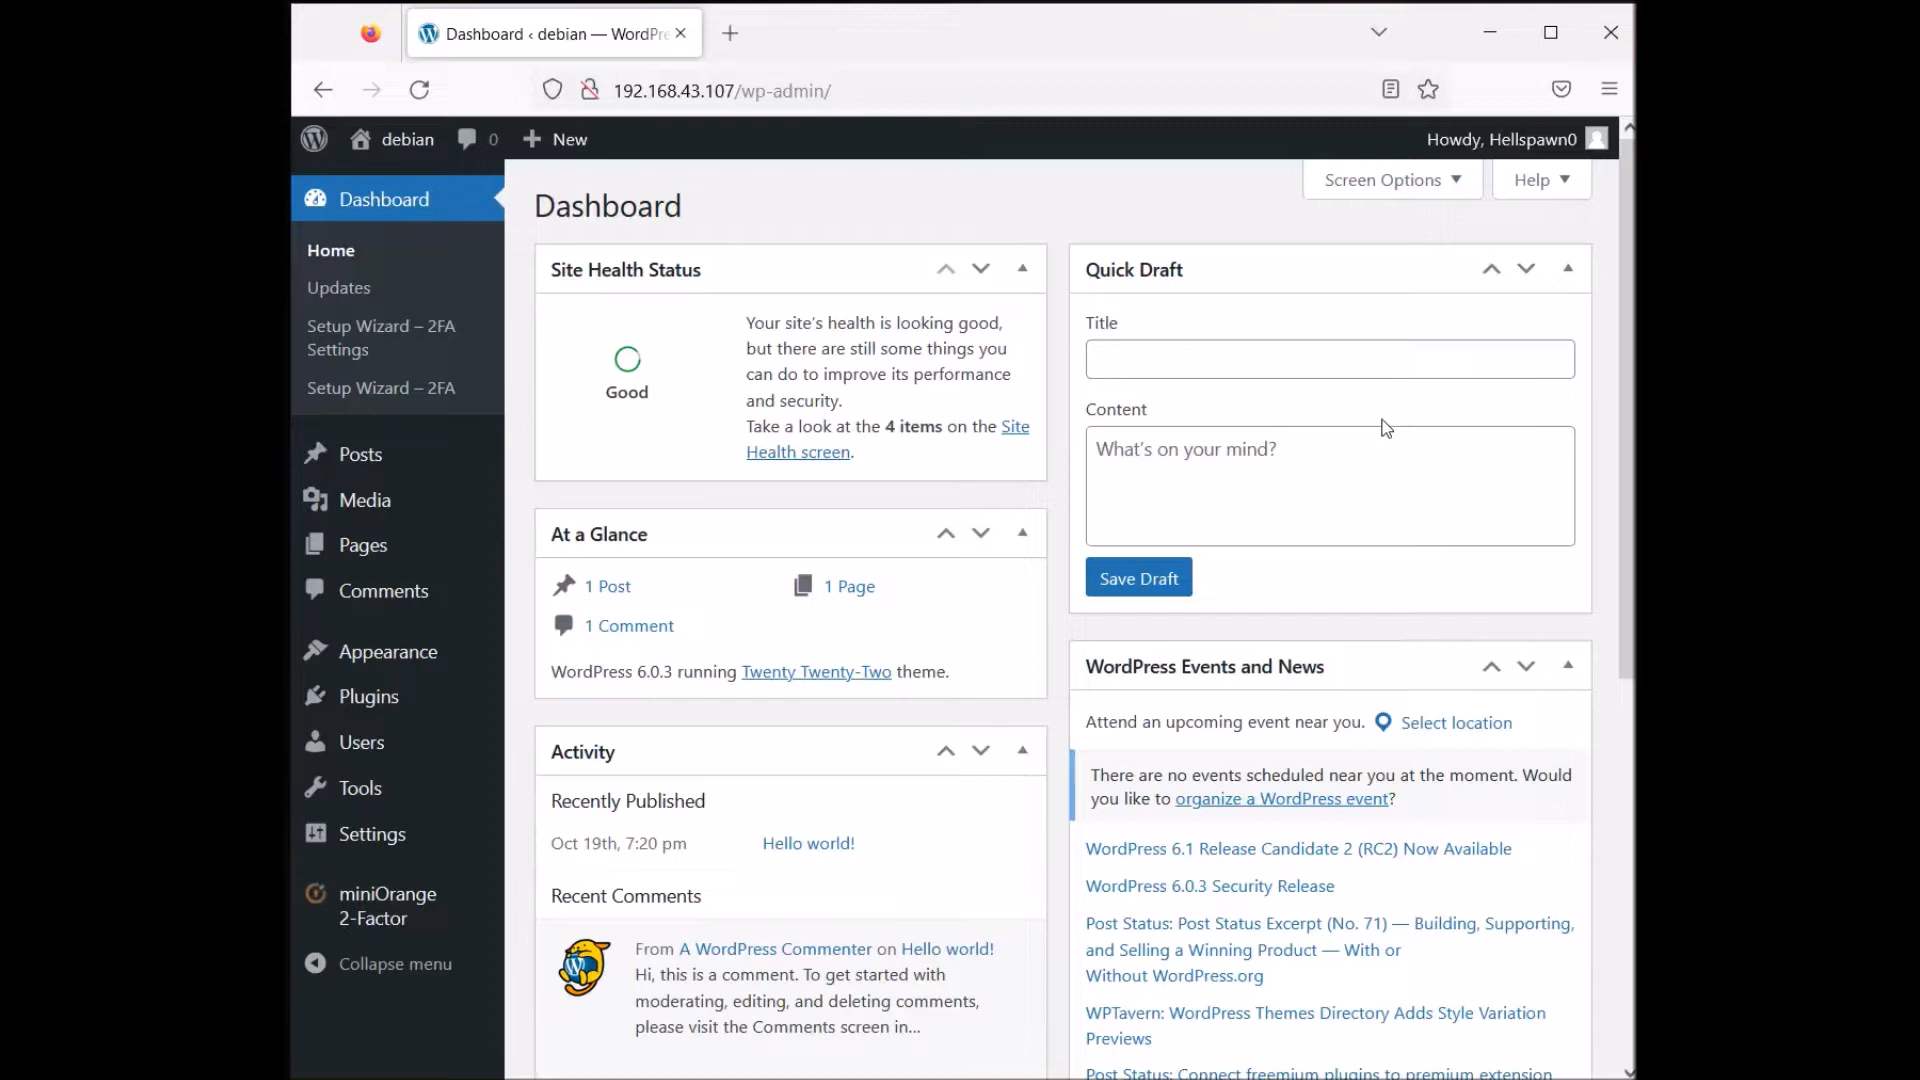 Dashboard ‹ debian — WordPre
192.168.43.107/wp-admin/
debian
0
New
Howdy, Hellspawn0
Dashboard
Home
Updates
Setup Wizard – 2FA
Settings
Setup Wizard – 2FA
Posts
Media
Pages
Comments
Appearance
Plugins
Users
Tools
Settings
miniOrange
2-Factor
Collapse menu
Screen Options
Help
Dashboard
Site Health Status
Good
Your site's health is looking good,
but there are still some things you
can do to improve its performance
and security.
Take a look at the 4 items on the Site
Health screen.
At a Glance
1 Post
1 Page
1 Comment
WordPress 6.0.3 running Twenty Twenty-Two theme.
Activity
Recently Published
Oct 19th, 7:20 pm
Hello world!
Recent Comments
From A WordPress Commenter on Hello world!
Hi, this is a comment. To get started with
moderating, editing, and deleting comments,
please visit the Comments screen in...
Quick Draft
Title
Content
What's on your mind?
Save Draft
WordPress Events and News
Attend an upcoming event near you. Select location
There are no events scheduled near you at the moment. Would
you like to organize a WordPress event?
WordPress 6.1 Release Candidate 2 (RC2) Now Available
WordPress 6.0.3 Security Release
Post Status: Post Status Excerpt (No. 71) — Building, Supporting,
and Selling a Winning Product — With or
Without WordPress.org
WPTavern: WordPress Themes Directory Adds Style Variation
Previews
Post Status: Connect freemium plugins to premium extension